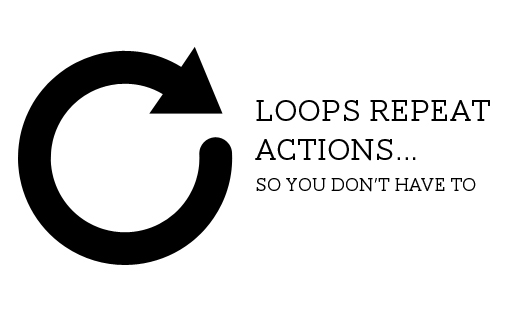 LOOPS REPEAT
ACTIONS...
SO YOU DON'T HAVE TO